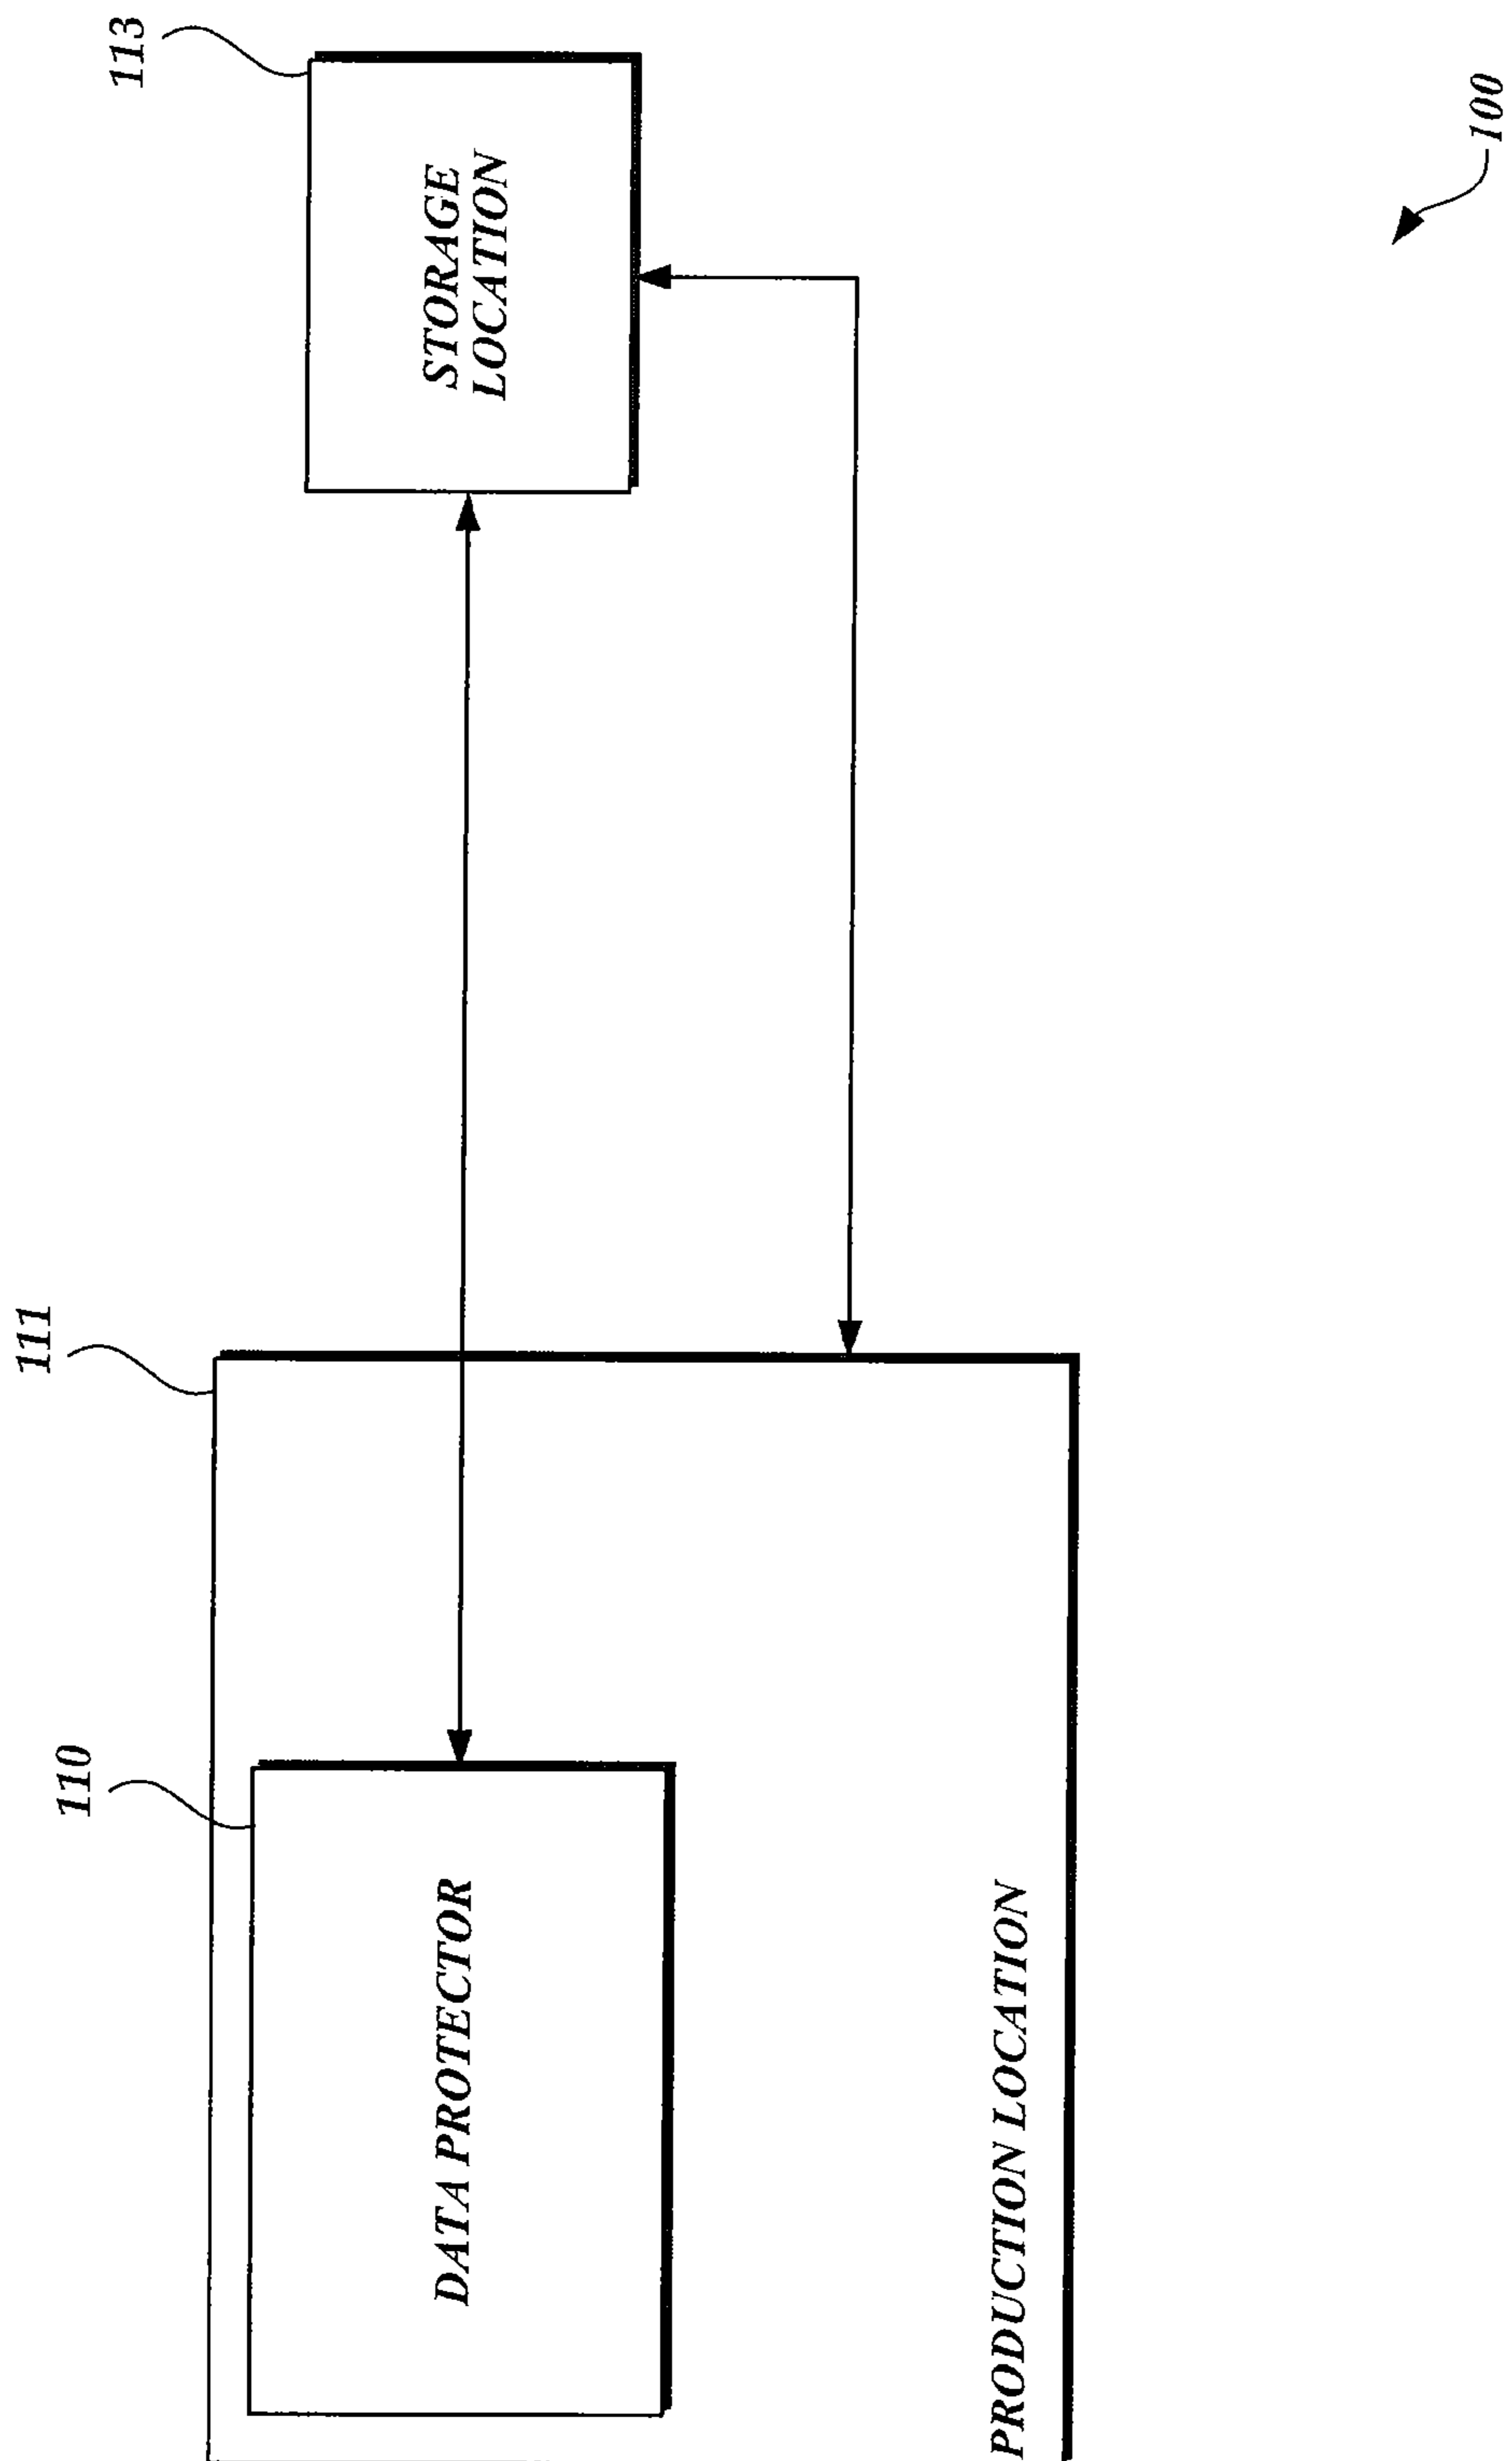 110
111
113
DATA PROTECTOR
STORAGE
LOCATION
PRODUCTION LOCATION
100